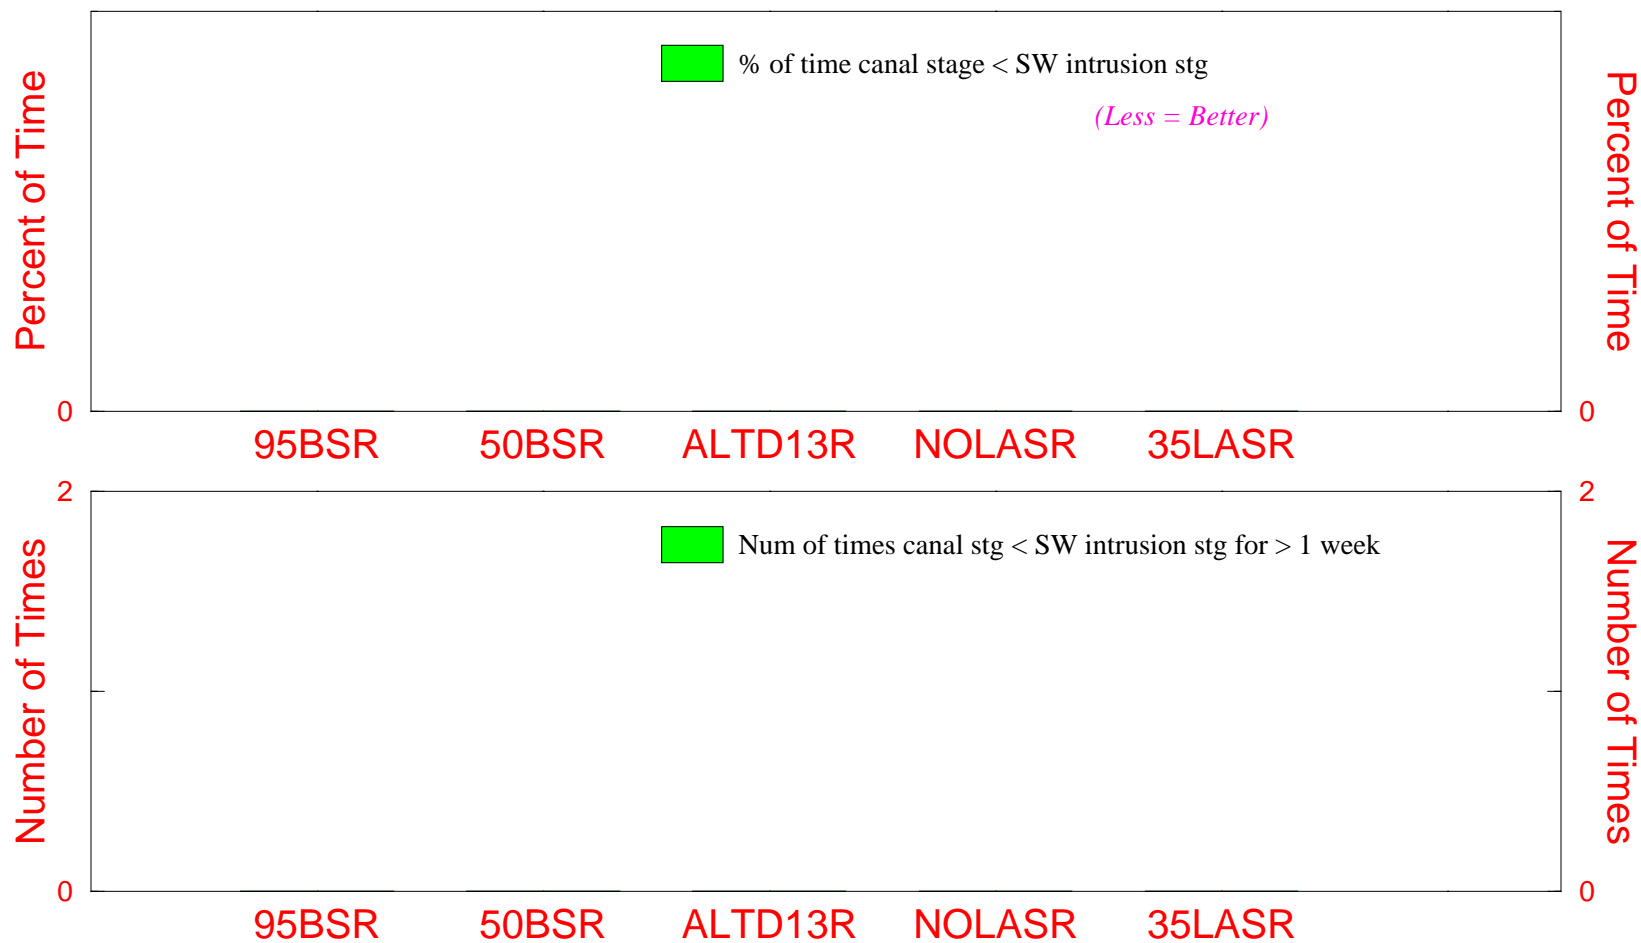 Percent of Time
% of time canal stage < SW intrusion stg
(Less = Better)
Percent of Time
0
0
95BSR 50BSR ALTD13R NOLASR 35LASR
2
2
Number of Times
Num of times canal stg < SW intrusion stg for > 1 week
Number of Times
0
0
95BSR 50BSR ALTD13R NOLASR 35LASR